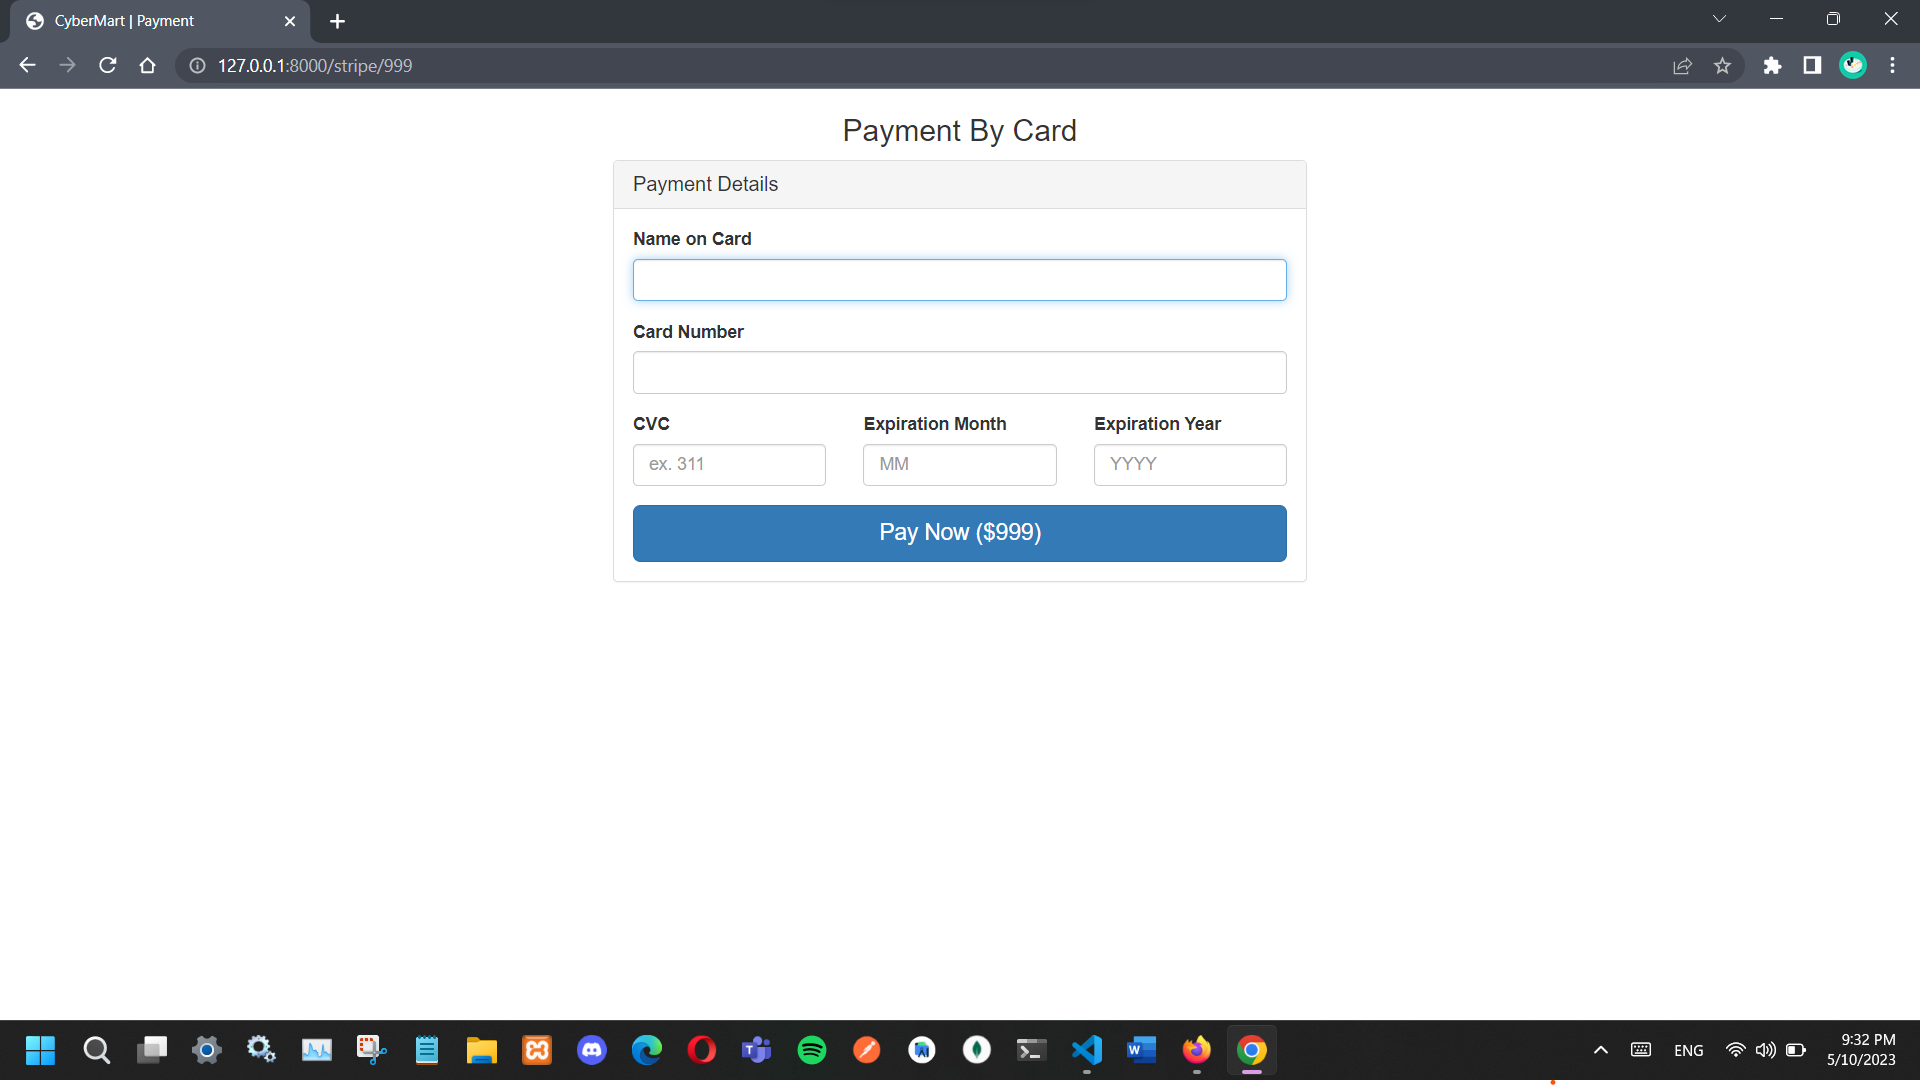 CyberMart | Payment
127.0.0.1:8000/stripe/999
Payment By Card
Payment Details
Name on Card
Card Number
CVC Expiration Month Expiration Year
ex. 311 MM YYYY
Pay Now ($999)
ENG
9:32 PM
5/10/2023